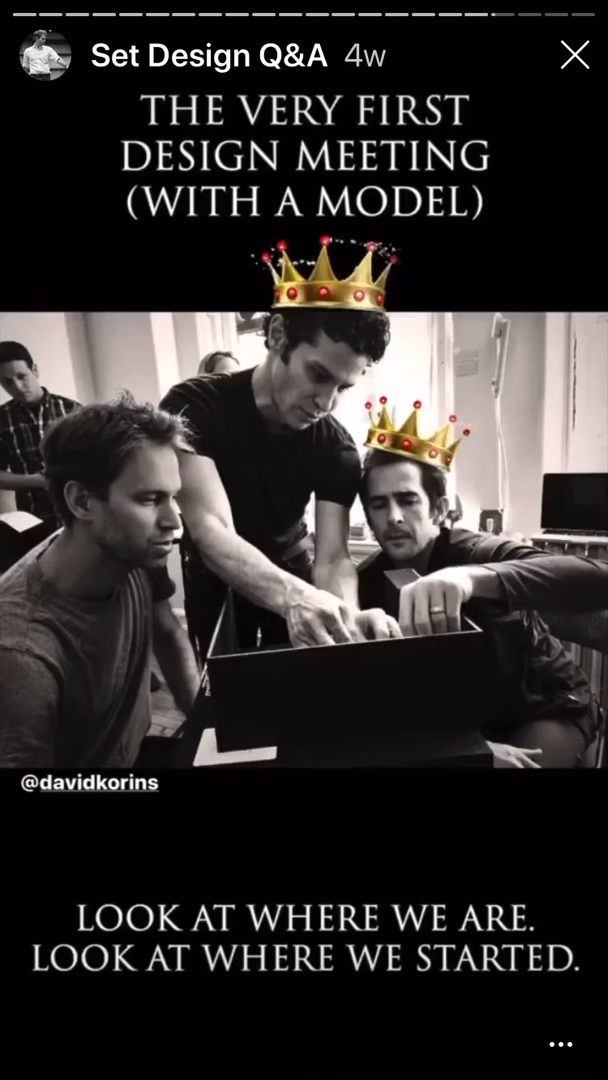 Set Design Q&A 4w
THE VERY FIRST
DESIGN MEETING
(WITH A MODEL)
@davidkorins
LOOK AT WHERE WE ARE.
LOOK AT WHERE WE STARTED.